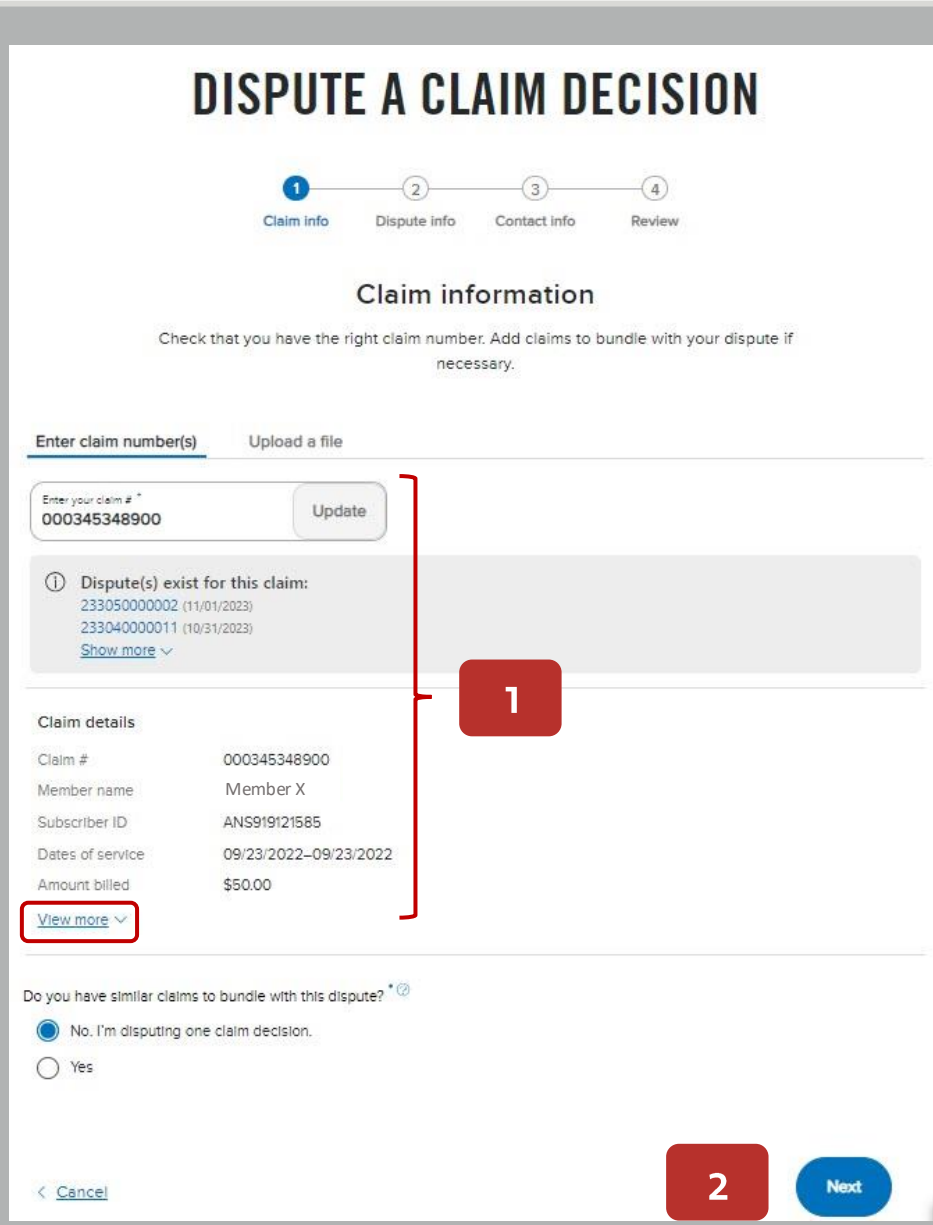 DISPUTE A CLAIM DECISION
1 2 3 4
Claim info Dispute info Contact info Review
Claim information
Check that you have the right claim number. Add claims to bundle with your dispute if
necessary.
Enter claim number(s) Upload a file
Enter your claim # *
000345348900 Update
Dispute(s) exist for this claim:
233050000002 (11/01/2023)
233040000011 (10/31/2023)
Show more
1
Claim details
Claim # 000345348900
Member name Member X
Subscriber ID ANS919121585
Dates of service 09/23/2022–09/23/2022
Amount billed $50.00
View more
Do you have similar claims to bundle with this dispute? *
No. I'm disputing one claim decision.
Yes
< Cancel 2 Next